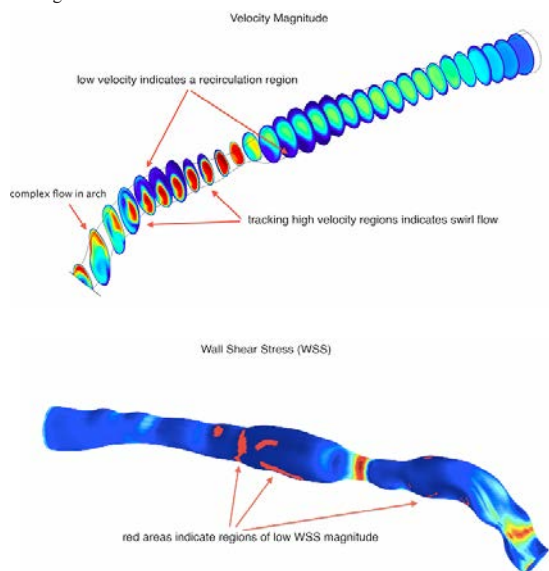 Velocity Magnitude
low velocity indicates a recirculation region
complex flow in arch
tracking high velocity regions indicates swirl flow
Wall Shear Stress (WSS)
red areas indicate regions of low WSS magnitude